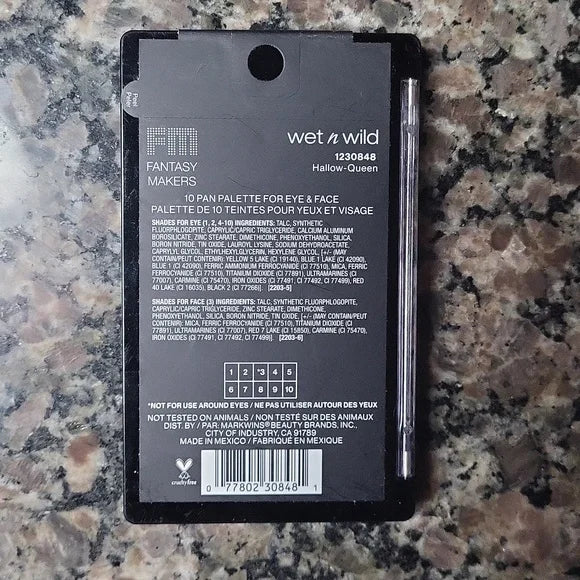 Peel
Peler
FM
FANTASY
MAKERS
wet n wild
1230848
Hallow-Queen
10 PAN PALETTE FOR EYE & FACE
PALETTE DE 10 TEINTES POUR YEUX ET VISAGE
SHADES FOR EYE (1, 2, 4-10) INGREDIENTS: TALC, SYNTHETIC
FLUORPHLOGOPITE, CAPRYLIC/CAPRIC TRIGLYCERIDE, CALCIUM ALUMINUM
BOROSILICATE, ZINC STEARATE, DIMETHICONE, PHENOXYETHANOL, SILICA,
BORON NITRIDE, TIN OXIDE, LAUROYL LYSINE, SODIUM DEHYDROACETATE,
CAPRYLYL GLYCOL, ETHYLHEXYLGLYCERIN, HEXYLENE GLYCOL, [+/- (MAY
CONTAIN/PEUT CONTENIR): YELLOW 5 LAKE (CI 19140), BLUE 1 LAKE (CI 42090),
BLUE 1 (CI 42090), FERRIC AMMONIUM FERROCYANIDE (CI 77510), MICA, FERRIC
FERROCYANIDE (CI 77510), TITANIUM DIOXIDE (CI 77891), ULTRAMARINES (CI
77007), CARMINE (CI 75470), IRON OXIDES (CI 77491, CI 77492, CI 77499), RED
40 LAKE (CI 16035), BLACK 2 (CI 77266)]. [2203-5]
SHADES FOR FACE (3) INGREDIENTS: TALC, SYNTHETIC FLUORPHLOGOPITE,
CAPRYLIC/CAPRIC TRIGLYCERIDE, ZINC STEARATE, DIMETHICONE,
PHENOXYETHANOL, SILICA, BORON NITRIDE, TIN OXIDE, [+/- (MAY CONTAIN/PEUT
CONTENIR): MICA, FERRIC FERROCYANIDE (CI 77510), TITANIUM DIOXIDE (CI
77891), ULTRAMARINES (CI 77007), RED 7 LAKE (CI 15850), CARMINE (CI 75470),
IRON OXIDES (CI 77491, CI 77492, CI 77499)]. [2203-6]
1 2 *3 4 5
6 7 8 9 10
*NOT FOR USE AROUND EYES / NE PAS UTILISER AUTOUR DES YEUX
NOT TESTED ON ANIMALS / NON TESTÉ SUR DES ANIMAUX
DIST. BY / PAR: MARKWINS® BEAUTY BRANDS, INC.,
CITY OF INDUSTRY, CA 91789
MADE IN MEXICO / FABRIQUÉ EN MEXIQUE
crueltyfree
0 77802 30848 1